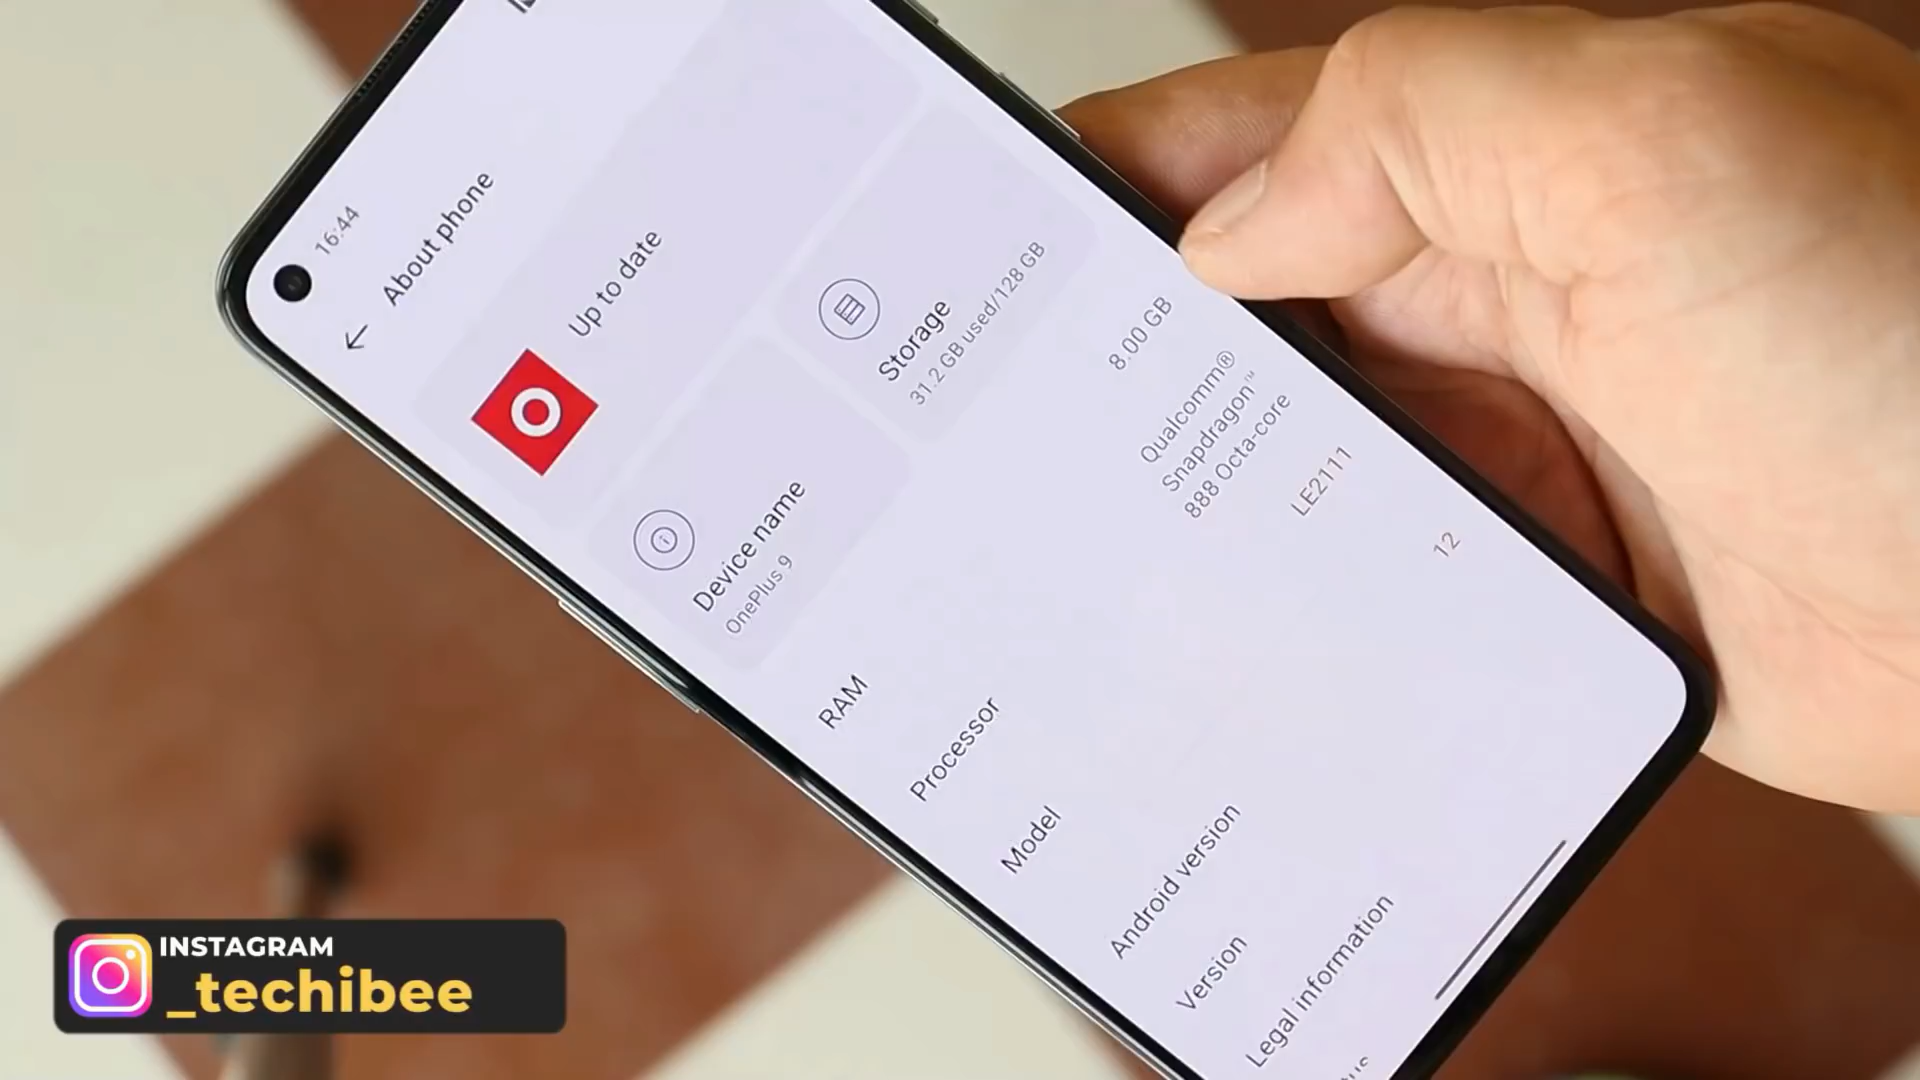 16:44
About phone
Up to date
Device name
OnePlus 9
Storage
31.2 GB used/128 GB
RAM
8.00 GB
Processor
Qualcomm®
Snapdragon™
888 Octa-core
Model
LE2111
Android version
12
Version
Legal information
INSTAGRAM
_techibee